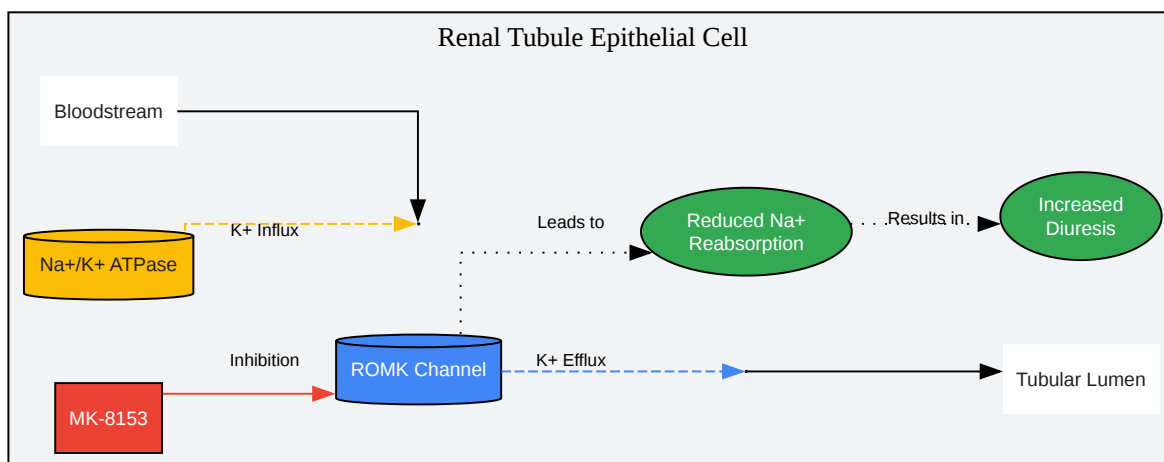 Renal Tubule Epithelial Cell
Bloodstream
K+ Influx
Na+/K+ ATPase
Leads to
Reduced Na+
Reabsorption
Results in
Increased
Diuresis
Inhibition
MK-8153
ROMK Channel
K+ Efflux
Tubular Lumen